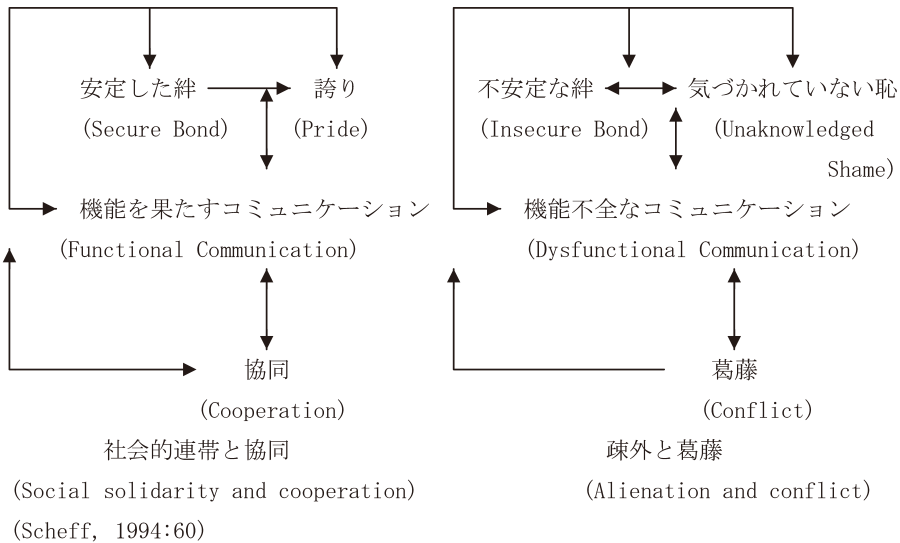 安定した絆 誇り
(Secure Bond) (Pride)
機能を果たすコミュニケーション
(Functional Communication)
協同
(Cooperation)
社会的連帯と協同
(Social solidarity and cooperation)
(Scheff, 1994:60)
不安定な絆 気づかれていない恥
(Insecure Bond) (Unaknowledged
Shame)
機能不全なコミュニケーション
(Dysfunctional Communication)
葛藤
(Conflict)
疎外と葛藤
(Alienation and conflict)